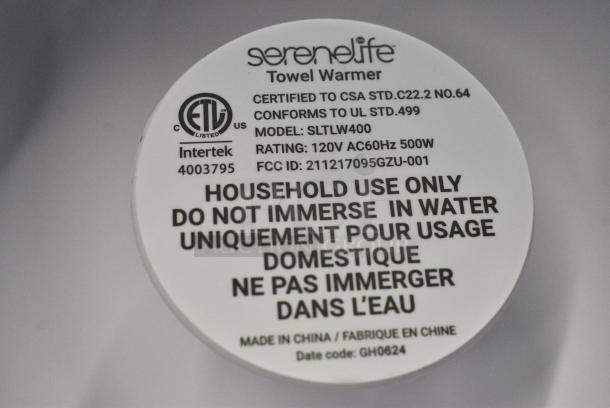 serenelife
Towel Warmer
CERTIFIED TO CSA STD.C22.2 NO.64
CONFORMS TO UL STD.499
MODEL: SLTLW400
RATING: 120V AC60Hz 500W
FCC ID: 211217095GZU-001
C ETL US
LISTED
Intertek
4003795
HOUSEHOLD USE ONLY
DO NOT IMMERSE IN WATER
UNIQUEMENT POUR USAGE
DOMESTIQUE
NE PAS IMMERGER
DANS L'EAU
MADE IN CHINA / FABRIQUE EN CHINE
Date code: GH0624